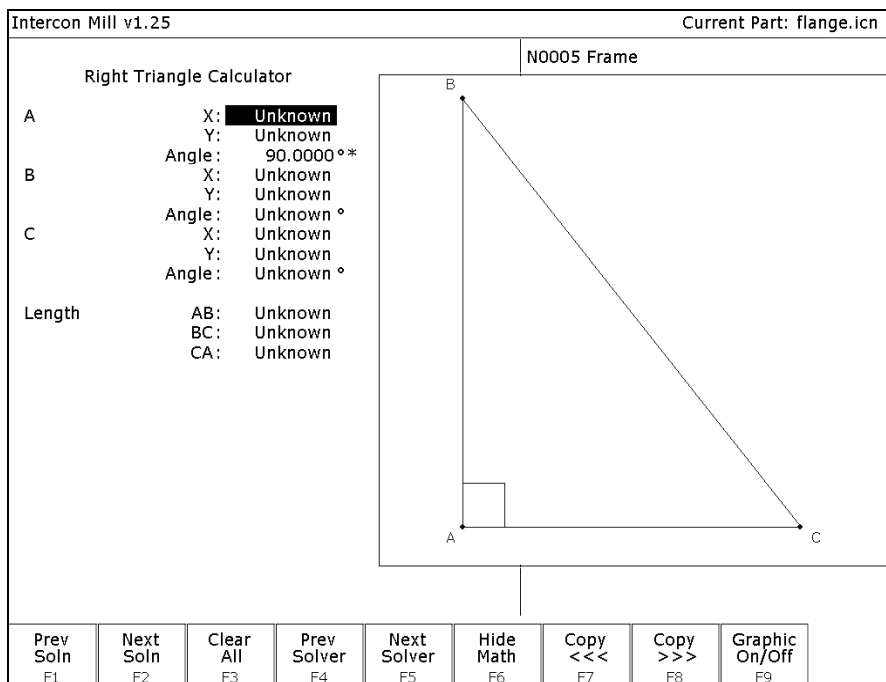 Intercon Mill v1.25 Current Part: flange.icn
N0005 Frame
Right Triangle Calculator
A X: Unknown
Y: Unknown
Angle: 90.0000°*
B X: Unknown
Y: Unknown
Angle: Unknown °
C X: Unknown
Y: Unknown
Angle: Unknown °
Length AB: Unknown
BC: Unknown
CA: Unknown
B
A
C
Prev Soln F1
Next Soln F2
Clear All F3
Prev Solver F4
Next Solver F5
Hide Math F6
Copy <<< F7
Copy >>> F8
Graphic On/Off F9